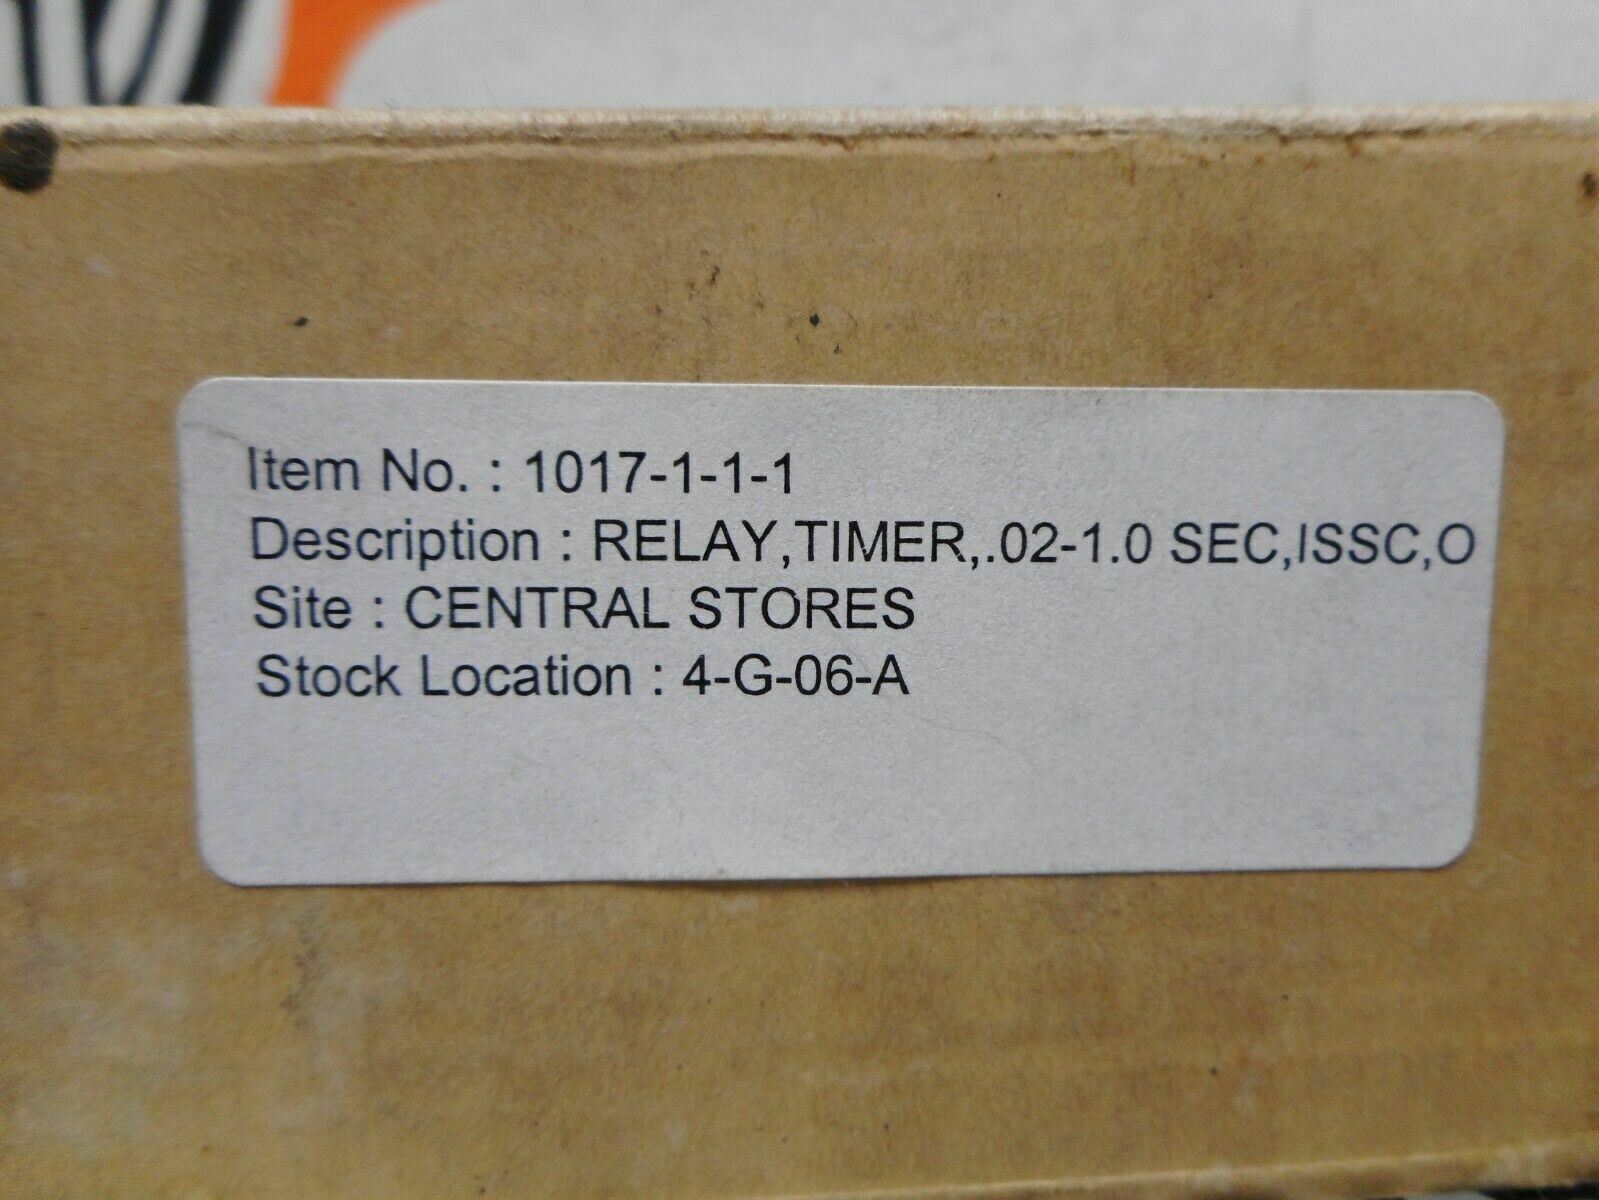 Item No. : 1017-1-1-1
Description : RELAY,TIMER,.02-1.0 SEC,ISSC,O
Site : CENTRAL STORES
Stock Location : 4-G-06-A